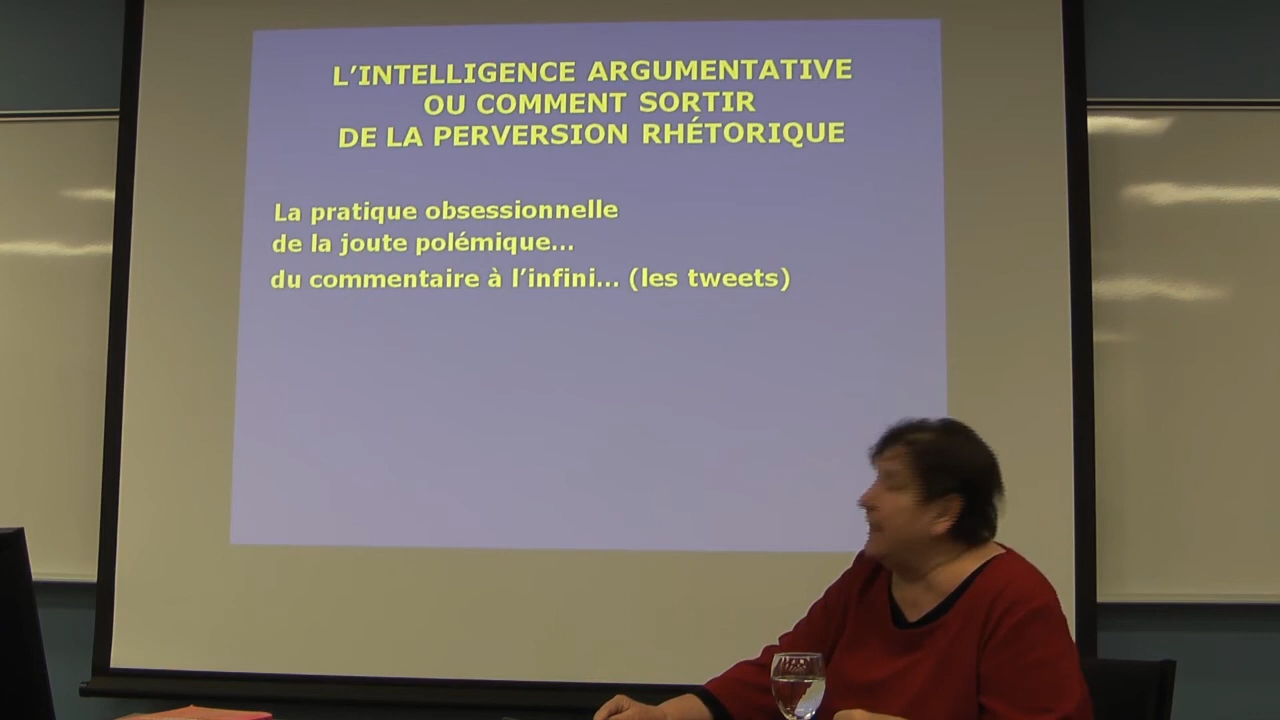 L'INTELLIGENCE ARGUMENTATIVE
OU COMMENT SORTIR
DE LA PERVERSION RHÉTORIQUE
La pratique obsessionnelle
de la joute polémique...
du commentaire à l'infini... (les tweets)